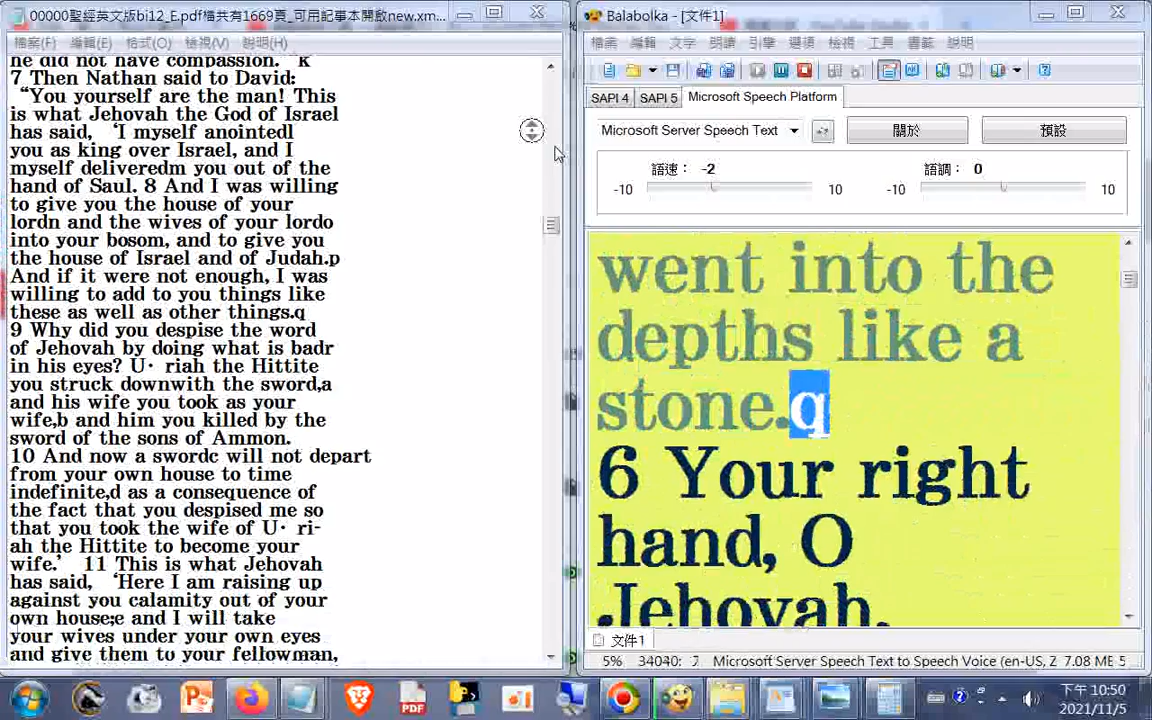 00000聖經英文版bi12_E.pdf檔共有1669頁_可用記事本開啟new.xm...
檔案(F) 編輯(E) 格式(O) 檢視(V) 說明(H)
he did not have compassion.“k
7 Then Nathan said to David:
“You yourself are the man! This
is what Jehovah the God of Israel
has said, ‘I myself anointedl
you as king over Israel, and I
myself deliveredm you out of the
hand of Saul. 8 And I was willing
to give you the house of your
lordn and the wives of your lordo
into your bosom, and to give you
the house of Israel and of Judah.p
And if it were not enough, I was
willing to add to you things like
these as well as other things.q
9 Why did you despise the word
of Jehovah by doing what is badr
in his eyes? U· riah the Hittite
you struck downwith the sword,a
and his wife you took as your
wife,b and him you killed by the
sword of the sons of Ammon.
10 And now a swordc will not depart
from your own house to time
indefinite,d as a consequence of
the fact that you despised me so
that you took the wife of U· ri-
ah the Hittite to become your
wife.’ 11 This is what Jehovah
has said, ‘Here I am raising up
against you calamity out of your
own house;e and I will take
your wives under your own eyes
and give them to your fellowman,
Balabolka - [文件1]
檔案 編輯 文字 朗讀 引擎 選項 檢視 工具 書籤 說明
SAPI 4 SAPI 5 Microsoft Speech Platform
Microsoft Server Speech Text 關於 預設
語速： -2 語調： 0
-10 10 -10 10
went into the
depths like a
stone.q
6 Your right
hand, O
Jehovah,
文件1
5% 34040: 7 Microsoft Server Speech Text to Speech Voice (en-US, Z 7.08 MB 5
PDF
下午 10:50
2021/11/5